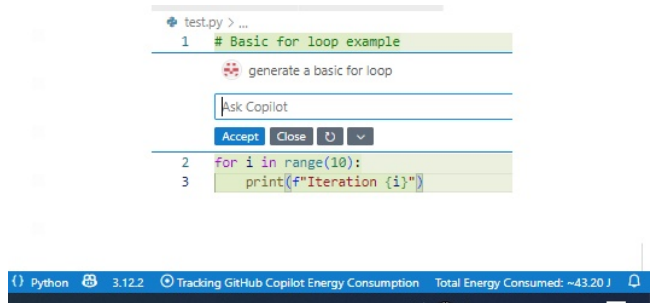 test.py > ...
1 # Basic for loop example
generate a basic for loop
Ask Copilot
Accept Close
2 for i in range(10):
3 print(f"Iteration {i}")
{} Python 3.12.2 Tracking GitHub Copilot Energy Consumption Total Energy Consumed: ~43.20 J